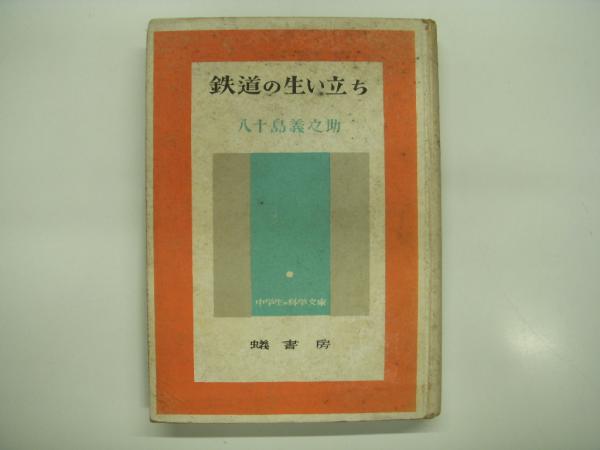 鉄道の生い立ち
八十島義之助
中学生の科学文庫
蟻書房